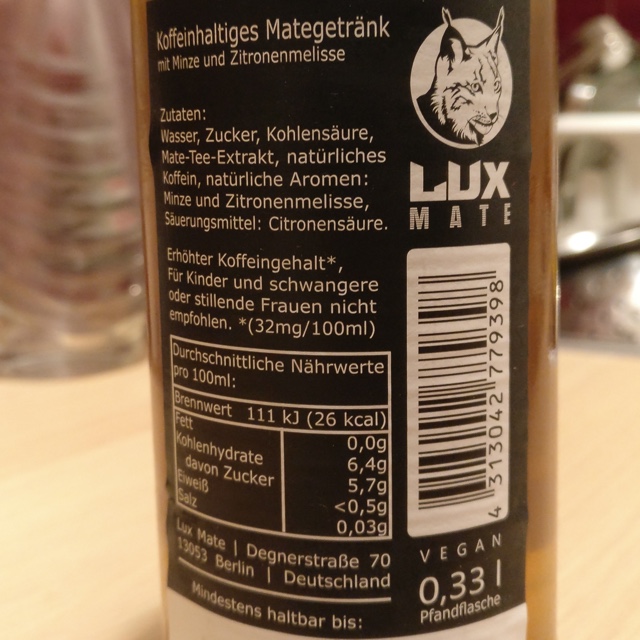 Koffeinhaltiges Mategetränk
mit Minze und Zitronenmelisse
Zutaten:
Wasser, Zucker, Kohlensäure,
Mate-Tee-Extrakt, natürliches
Koffein, natürliche Aromen:
Minze und Zitronenmelisse,
Säuerungsmittel: Citronensäure.
Erhöhter Koffeingehalt*,
Für Kinder und schwangere
oder stillende Frauen nicht
empfohlen. *(32mg/100ml)
Durchschnittliche Nährwerte
pro 100ml:
Brennwert 111 kJ (26 kcal)
Fett 0,0g
Kohlenhydrate 6,4g
davon Zucker 5,7g
Eiweiß <0,5g
Salz 0,03g
Lux Mate | Degnerstraße 70
13053 Berlin | Deutschland
Mindestens haltbar bis:
LUX
MATE
4 313042 779398
VEGAN
0,33 l
Pfandflasche